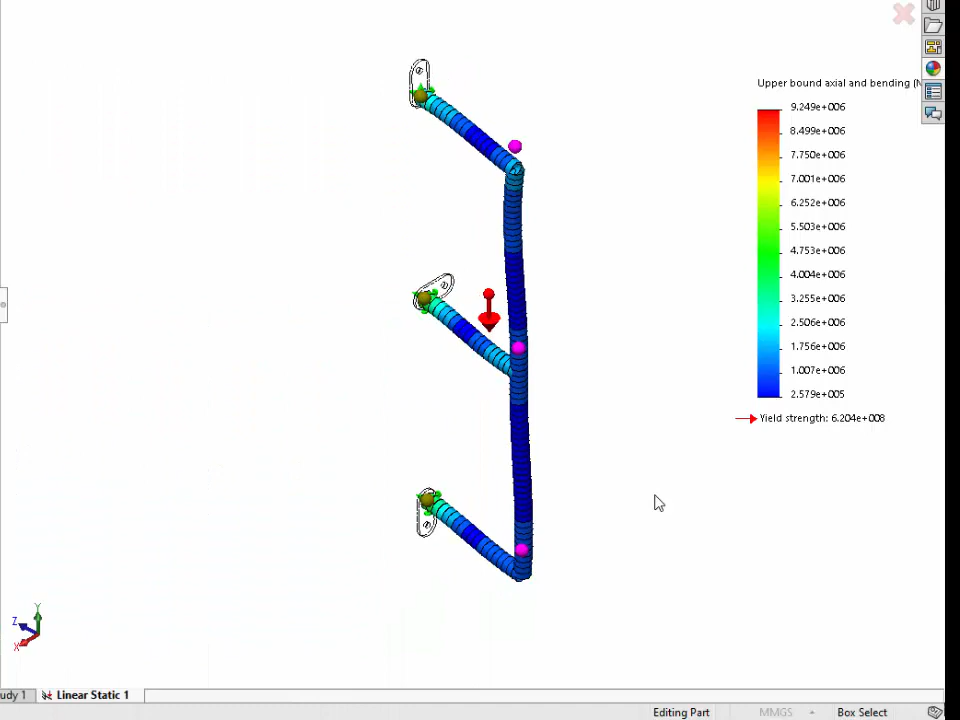 Upper bound axial and bending (N
9.249e+006
8.499e+006
7.750e+006
7.001e+006
6.252e+006
5.503e+006
4.753e+006
4.004e+006
3.255e+006
2.506e+006
1.756e+006
1.007e+006
2.579e+005
Yield strength: 6.204e+008
Y
Z
X
udy 1
Linear Static 1
Editing Part
MMGS
Box Select